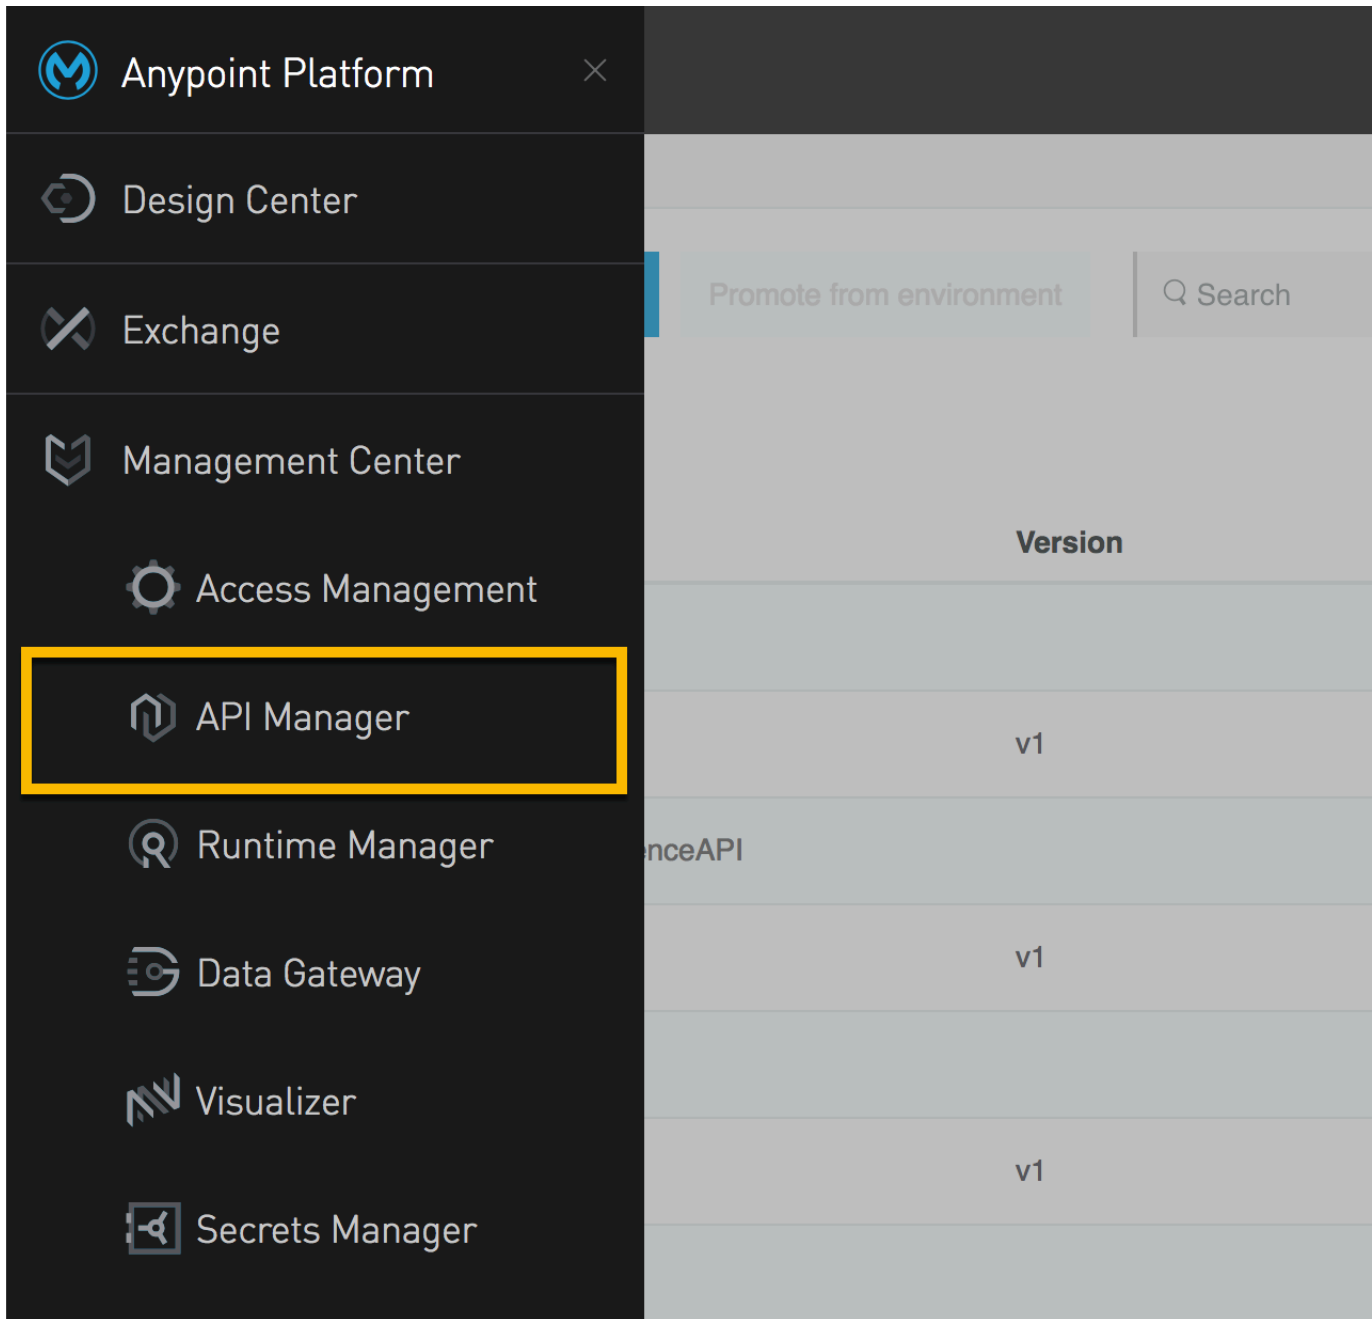 Anypoint Platform
Design Center
Exchange
Management Center
Access Management
API Manager
Runtime Manager
Data Gateway
Visualizer
Secrets Manager
Promote from environment
Search
Version
v1
enceAPI
v1
v1